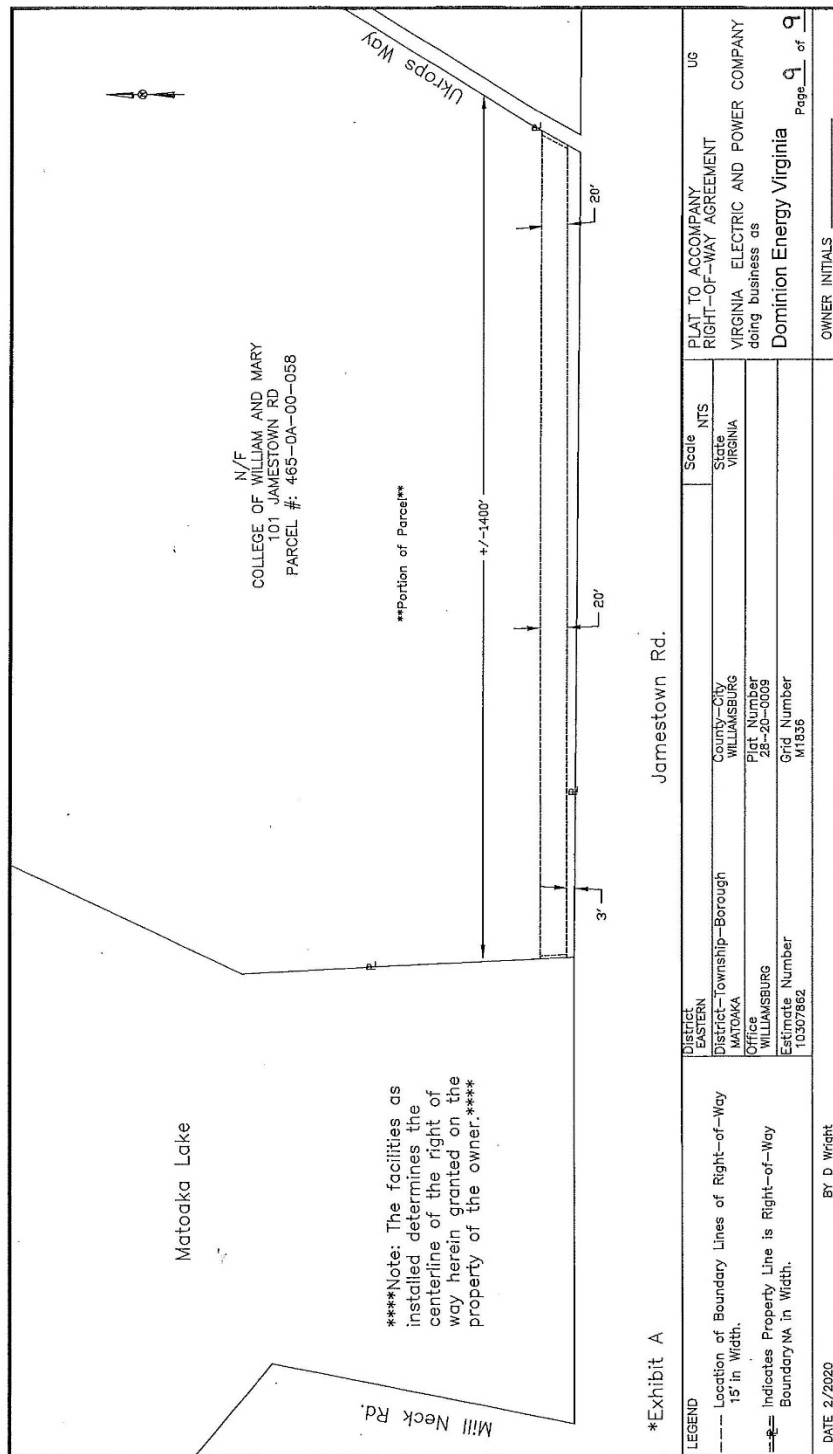 Ukrops Way
N/F
COLLEGE OF WILLIAM AND MARY
101 JAMESTOWN RD
PARCEL #: 465-0A-00-058
**Portion of Parcel**
Matoaka Lake
****Note: The facilities as
installed determines the
centerline of the right of
way herein granted on the
property of the owner.****
Mill Neck Rd.
+/-1400'
20'
20'
3'
Jamestown Rd.
*Exhibit A
LEGEND
---- Location of Boundary Lines of Right-of-Way
15' in Width.
Indicates Property Line is Right-of-Way
Boundary NA in Width.
DATE 2/2020
BY D Wright
District
EASTERN
District-Township-Borough
MATOAKA
Office
WILLIAMSBURG
Estimate Number
10307862
County-City
WILLIAMSBURG
Plat Number
28-20-0009
Grid Number
M1836
Scale
NTS
State
VIRGINIA
PLAT TO ACCOMPANY
UG
RIGHT-OF-WAY AGREEMENT
VIRGINIA ELECTRIC AND POWER COMPANY
doing business as
Dominion Energy Virginia
Page 9 of 9
OWNER INITIALS